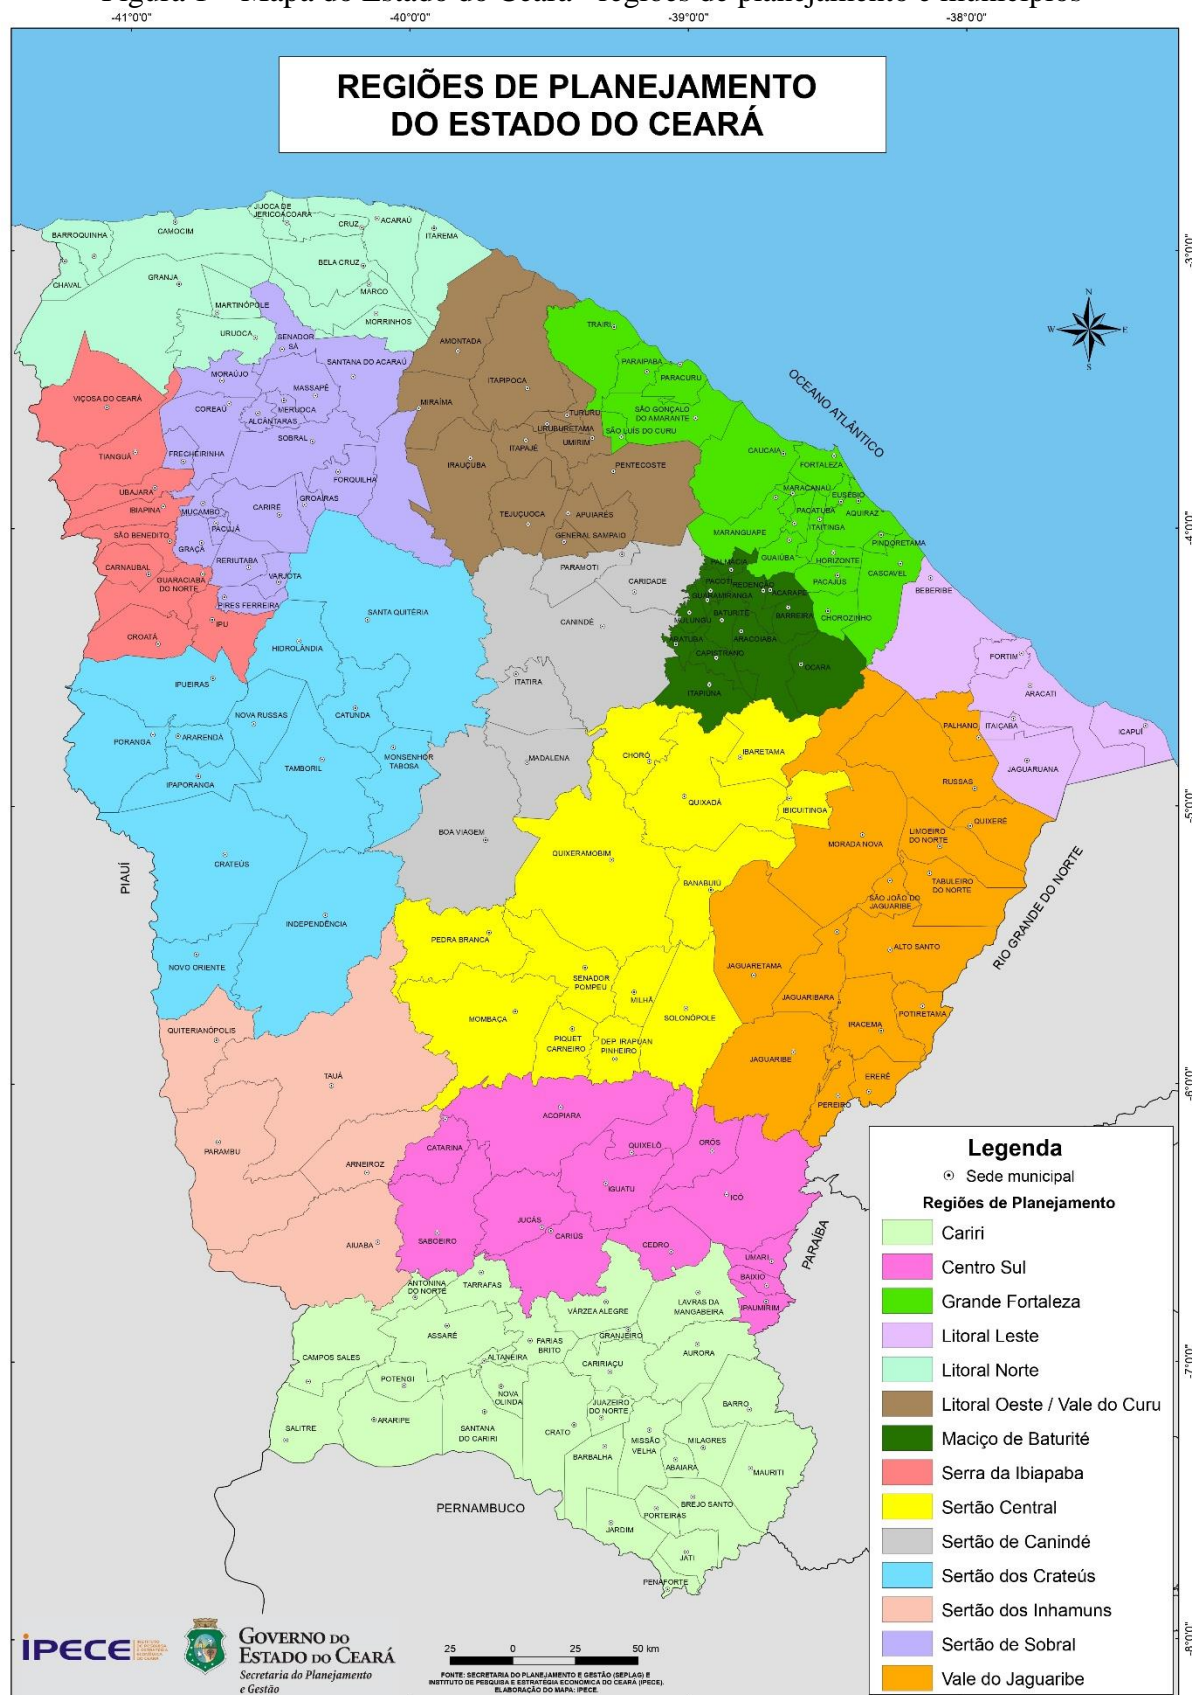 Figura 1 – Mapa do Estado do Ceará - regiões de planejamento e municípios
-41°0'0"
-40°0'0"
-39°0'0"
-38°0'0"
REGIÕES DE PLANEJAMENTO
DO ESTADO DO CEARÁ
JIJOCA DE
JERICOACOARA
CRUZ
ACARAÚ
ITAREMA
BARROQUINHA
CAMOCIM
-3°0'0"
CHAVAL
GRANJA
BELA CRUZ
MARCO
MARTINÓPOLE
MORRINHOS
N
W
E
S
URUOCA
SENADOR
SÁ
AMONTADA
TRAIRI
MORAÚJO
SANTANA DO ACARAÚ
PARAIPABA
PARACURU
OCEANO ATLÂNTICO
VIÇOSA DO CEARÁ
COREAÚ
MASSAPÊ
MERUOCA
ALCÂNTARAS
MIRAÍMA
ITAPIPOCA
TURURU
URUBURETAMA
SÃO GONÇALO
DO AMARANTE
SÃO LUÍS DO CURU
TIANGUÁ
FRECHEIRINHA
SOBRAL
ITAPAJÉ
UMIRIM
CAUCAIA
FORTALEZA
UBAJARA
FORQUILHA
IRAUÇUBA
PENTECOSTE
MARACANAÚ
EUSÉBIO
IBIAPINA
MUCAMBO
CARIRÉ
GROAÍRAS
TEJUÇUOCA
APUIARÉS
PACATUBA
AQUIRAZ
ITAITINGA
PACUJÁ
SÃO BENEDITO
GRAÇA
GENERAL SAMPAIO
MARANGUAPE
PINDORETAMA
-4°0'0"
CARNAUBAL
GUARACIABA
DO NORTE
RERIUTABA
VARJOTA
PARAMOTI
CARIDADE
PALMÁCIA
GUAIÚBA
HORIZONTE
CASCAVEL
PACAJUS
PACOTI
REDENÇÃO
ACARAPE
GUARAMIRANGA
BEBERIBE
PIRES FERREIRA
SANTA QUITÉRIA
CANINDÉ
MULUNGU
BATURITÉ
BARREIRA
CHOROZINHO
IPU
CROATÁ
HIDROLÂNDIA
ARATUBA
ARACOIABA
CAPISTRANO
OCARA
FORTIM
IPUEIRAS
ITATIRA
ITAPIÚNA
ARACATI
NOVA RUSSAS
CATUNDA
PALHANO
ITAIÇABA
ICAPUÍ
PORANGA
ARARENDÁ
CHORÓ
IBARETAMA
MONSENHOR
TABOSA
MADALENA
JAGUARUANA
TAMBORIL
IPAPORANGA
RUSSAS
QUIXADÁ
IBICUITINGA
-5°0'0"
QUIXERÉ
BOA VIAGEM
MORADA NOVA
LIMOEIRO
DO NORTE
CRATEÚS
QUIXERAMOBIM
PIAUÍ
BANABUIÚ
TABULEIRO
DO NORTE
SÃO JOÃO DO
JAGUARIBE
INDEPENDÊNCIA
RIO GRANDE DO NORTE
PEDRA BRANCA
ALTO SANTO
NOVO ORIENTE
SENADOR
POMPEU
JAGUARETAMA
MILHÃ
JAGUARIBARA
MOMBAÇA
SOLONÓPOLE
POTIRETAMA
QUITERIANÓPOLIS
IRACEMA
PIQUET
CARNEIRO
DEP. IRAPUAN
PINHEIRO
JAGUARIBE
TAUÁ
ERERÊ
-6°0'0"
PEREIRO
ACOPIARA
PARAMBU
CATARINA
QUIXELÔ
ORÓS
ARNEIROZ
IGUATU
ICÓ
JUCÁS
CARIÚS
SABOEIRO
AIUABA
CEDRO
UMARI
PARAÍBA
BAIXIO
IPAUMIRIM
ANTONINA
DO NORTE
TARRAFAS
LAVRAS DA
MANGABEIRA
VÁRZEA ALEGRE
ASSARÉ
FARIAS
BRITO
GRANJEIRO
AURORA
CAMPOS SALES
ALTANEIRA
CARIRIAÇU
-7°0'0"
POTENGI
NOVA
OLINDA
JUAZEIRO
DO NORTE
BARRO
ARARIPE
SALITRE
SANTANA
DO CARIRI
CRATO
MISSÃO
VELHA
MILAGRES
BARBALHA
ABAIARA
MAURITI
PERNAMBUCO
BREJO SANTO
PORTEIRAS
JARDIM
JATI
PENAFORTE
-8°0'0"
Legenda
Sede municipal
Regiões de Planejamento
Cariri
Centro Sul
Grande Fortaleza
Litoral Leste
Litoral Norte
Litoral Oeste / Vale do Curu
Maciço de Baturité
Serra da Ibiapaba
Sertão Central
Sertão de Canindé
Sertão dos Crateús
Sertão dos Inhamuns
Sertão de Sobral
Vale do Jaguaribe
IPECE
GOVERNO DO
ESTADO DO CEARÁ
Secretaria do Planejamento
e Gestão
25 0 25 50 km
FONTE: SECRETARIA DO PLANEJAMENTO E GESTÃO (SEPLAG) E
INSTITUTO DE PESQUISA E ESTRATÉGIA ECONÔMICA DO CEARÁ (IPECE).
ELABORAÇÃO DO MAPA: IPECE.